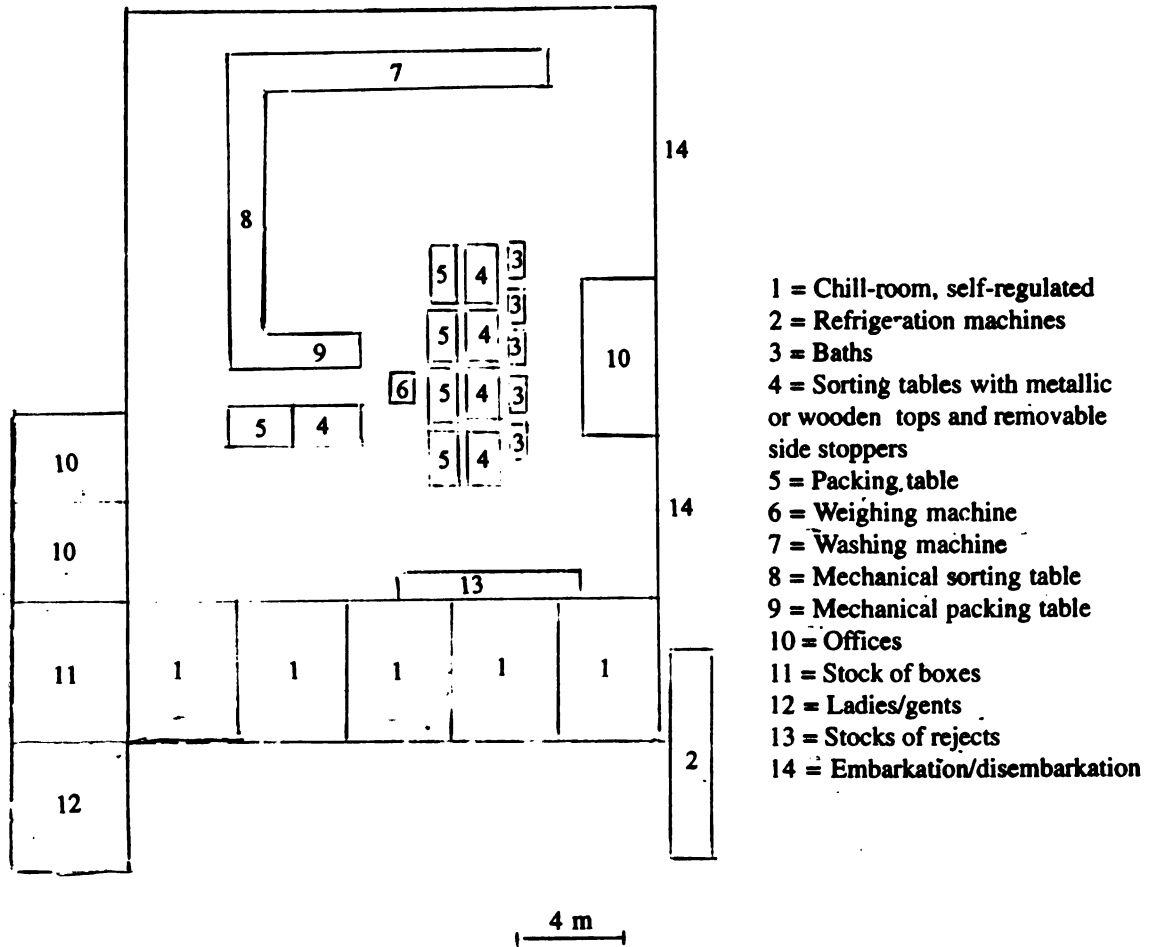 7
14
8
5 4 3
3
5 4 3
9
10
6
5 4 3
5 4
5 4 3
10
14
10
13
11
1 1 1 1 1
2
12
4 m
1 = Chill-room, self-regulated
2 = Refrigeration machines
3 = Baths
4 = Sorting tables with metallic
or wooden tops and removable
side stoppers
5 = Packing table
6 = Weighing machine
7 = Washing machine
8 = Mechanical sorting table
9 = Mechanical packing table
10 = Offices
11 = Stock of boxes
12 = Ladies/gents
13 = Stocks of rejects
14 = Embarkation/disembarkation